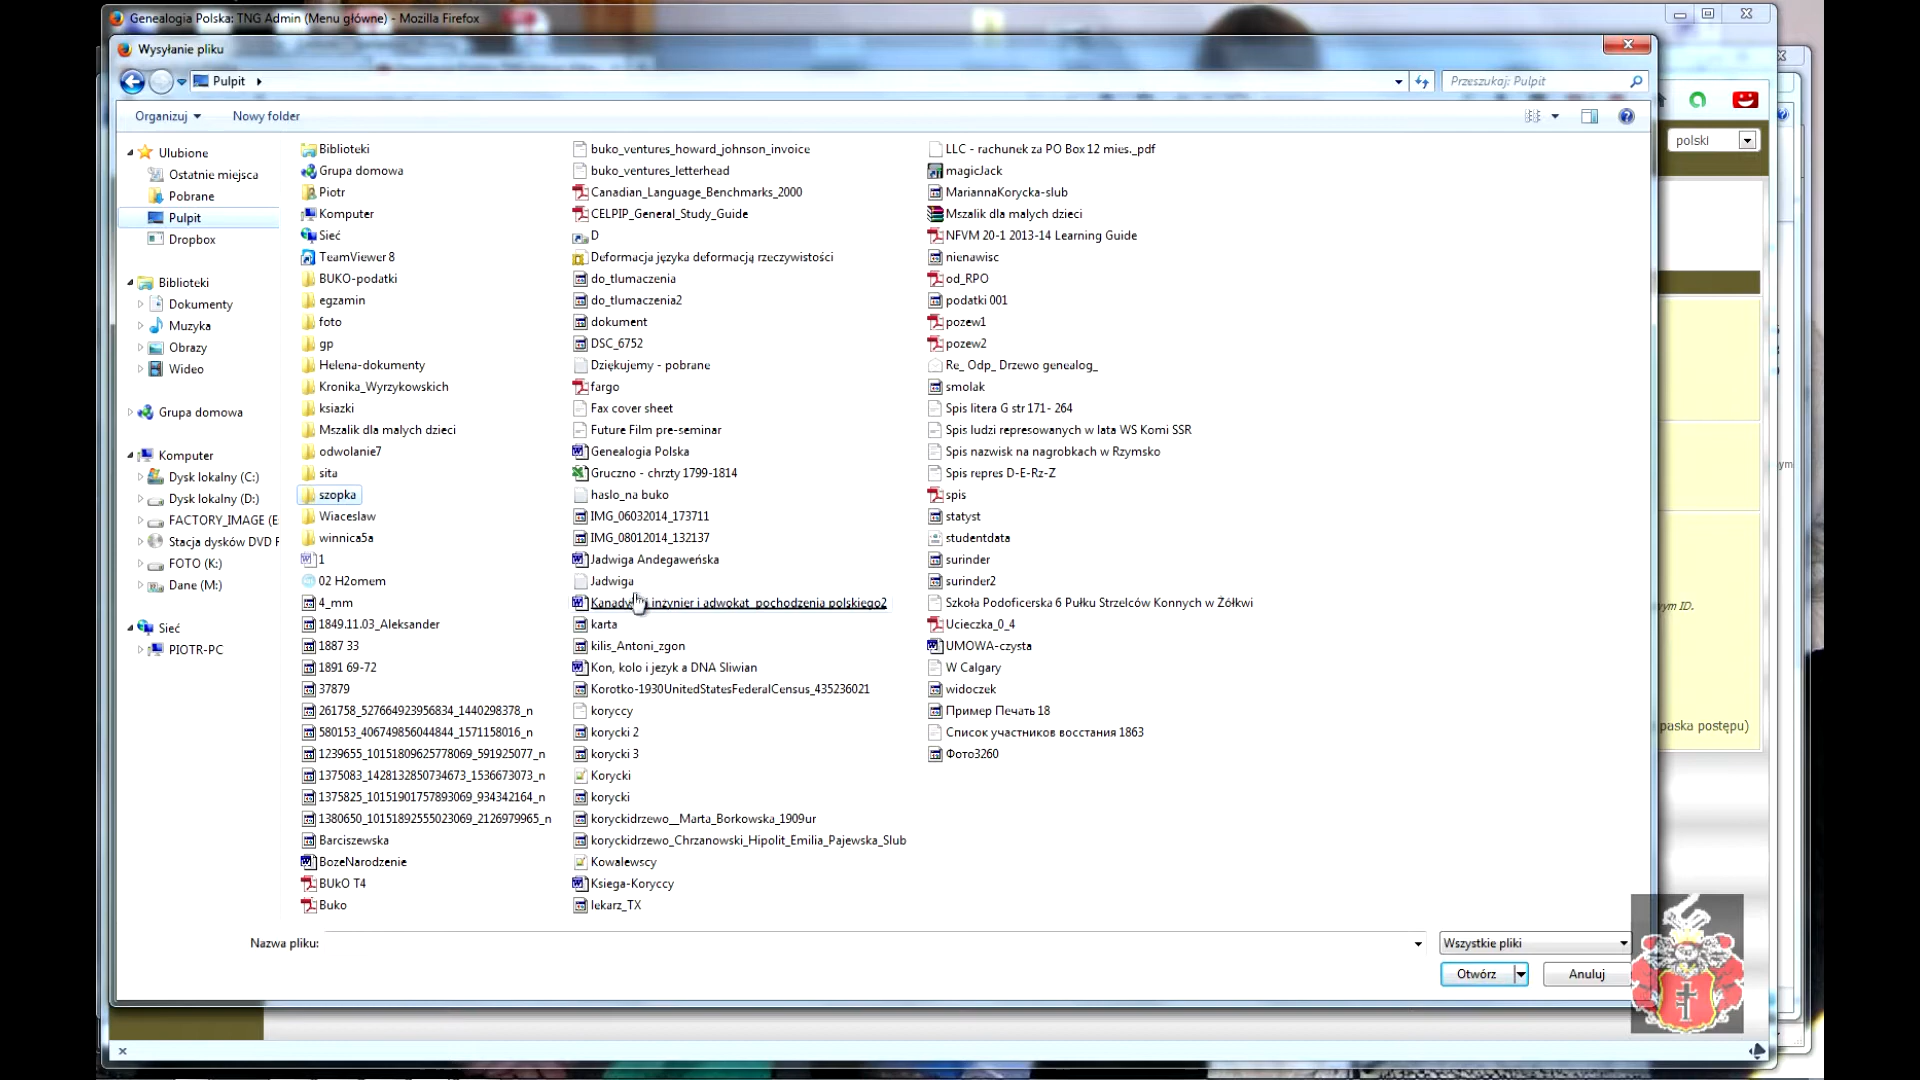 Genealogia Polska: TNG Admin (Menu główne) - Mozilla Firefox
Wysyłanie pliku
Pulpit
Przeszukaj: Pulpit
Organizuj
Nowy folder
polski
Ulubione
Ostatnie miejsca
Pobrane
Pulpit
Dropbox
Biblioteki
Dokumenty
Muzyka
Obrazy
Wideo
Grupa domowa
Komputer
Dysk lokalny (C:)
Dysk lokalny (D:)
FACTORY_IMAGE (E
Stacja dysków DVD F
FOTO (K:)
Dane (M:)
Sieć
PIOTR-PC
Biblioteki
Grupa domowa
Piotr
Komputer
Sieć
TeamViewer 8
BUKO-podatki
egzamin
foto
gp
Helena-dokumenty
Kronika_Wyrzykowskich
ksiazki
Mszalik dla malych dzieci
odwolanie7
sita
szopka
Wiaceslaw
winnica5a
1
02 H2omem
4_mm
1849.11.03_Aleksander
1887 33
1891 69-72
37879
261758_527664923956834_1440298378_n
580153_406749856044844_1571158016_n
1239655_10151809625778069_591925077_n
1375083_1428132850734673_1536673073_n
1375825_10151901757893069_934342164_n
1380650_10151892555023069_2126979965_n
Barciszewska
BozeNarodzenie
BUkO T4
Buko
buko_ventures_howard_johnson_invoice
buko_ventures_letterhead
Canadian_Language_Benchmarks_2000
CELPIP_General_Study_Guide
D
Deformacja języka deformacją rzeczywistości
do_tlumaczenia
do_tlumaczenia2
dokument
DSC_6752
Dziękujemy - pobrane
fargo
Fax cover sheet
Future Film pre-seminar
Genealogia Polska
Gruczno - chrzty 1799-1814
haslo_na buko
IMG_06032014_173711
IMG_08012014_132137
Jadwiga Andegaweńska
Jadwiga
inżynier i adwokat pochodzenia polskiego2
karta
kilis_Antoni_zgon
Kon, kolo i jezyk a DNA Sliwian
Korotko-1930UnitedStatesFederalCensus_435236021
koryccy
korycki 2
korycki 3
Korycki
korycki
koryckidrzewo__Marta_Borkowska_1909ur
koryckidrzewo_Chrzanowski_Hipolit_Emilia_Pajewska_Slub
Kowalewscy
Ksiega-Koryccy
lekarz_TX
LLC - rachunek za PO Box 12 mies._pdf
magicJack
MariannaKorycka-slub
Mszalik dla malych dzieci
NFVM 20-1 2013-14 Learning Guide
nienawisc
od_RPO
podatki 001
pozew1
pozew2
Re_ Odp_ Drzewo genealog_
smolak
Spis litera G str 171- 264
Spis ludzi represowanych w lata WS Komi SSR
Spis nazwisk na nagrobkach w Rzymsko
Spis repres D-E-Rz-Z
spis
statyst
studentdata
surinder
surinder2
Szkoła Podoficerska 6 Pułku Strzelców Konnych w Żółkwi
Ucieczka_0_4
UMOWA-czysta
W Calgary
widoczek
Пример Печать 18
Список участников восстания 1863
Фото3260
ym
ym ID.
paska postępu)
Nazwa pliku:
Wszystkie pliki
Otwórz
Anuluj